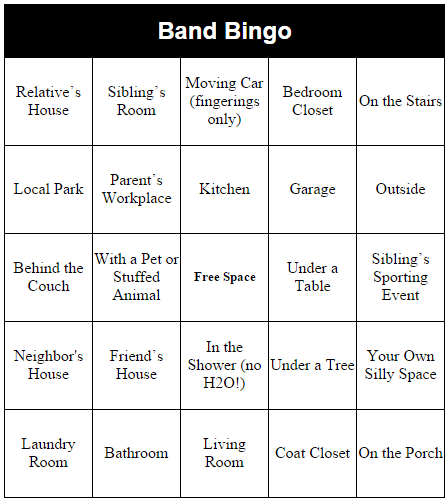 Band Bingo
Relative's
House
Sibling's
Room
Moving Car
(fingerings
only)
Bedroom
Closet
On the Stairs
Local Park
Parent's
Workplace
Kitchen
Garage
Outside
Behind the
Couch
With a Pet or
Stuffed
Animal
Free Space
Under a
Table
Sibling's
Sporting
Event
Neighbor's
House
Friend's
House
In the
Shower (no
H2O!)
Under a Tree
Your Own
Silly Space
Laundry
Room
Bathroom
Living
Room
Coat Closet
On the Porch